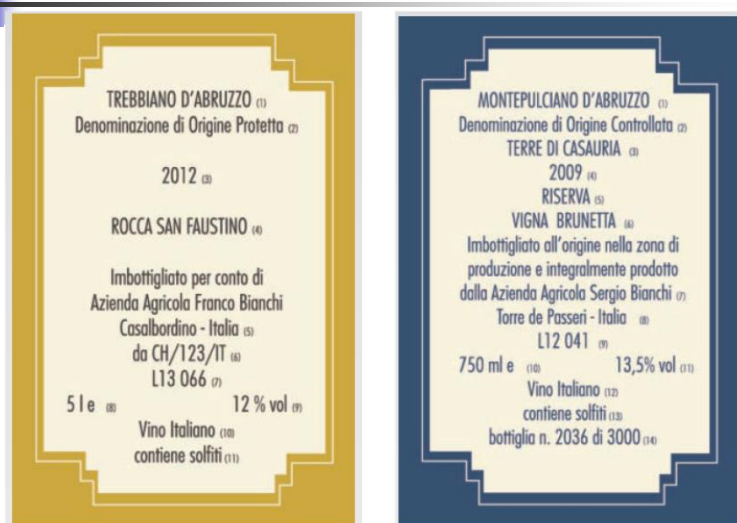 TREBBIANO D'ABRUZZO (1)
Denominazione di Origine Protetta (2)
2012 (3)
ROCCA SAN FAUSTINO (4)
Imbottigliato per conto di
Azienda Agricola Franco Bianchi
Casalbordino - Italia (5)
da CH/123/IT (6)
L13 066 (7)
5 l e (8) 12 % vol (9)
Vino Italiano (10)
contiene solfiti (11)
MONTEPULCIANO D'ABRUZZO (1)
Denominazione di Origine Controllata (2)
TERRE DI CASAURIA (3)
2009 (4)
RISERVA (5)
VIGNA BRUNETTA (6)
Imbottigliato all'origine nella zona di
produzione e integralmente prodotto
dalla Azienda Agricola Sergio Bianchi (7)
Torre de Passeri - Italia (8)
L12 041 (9)
750 ml e (10) 13,5% vol (11)
Vino Italiano (12)
contiene solfiti (13)
bottiglia n. 2036 di 3000 (14)